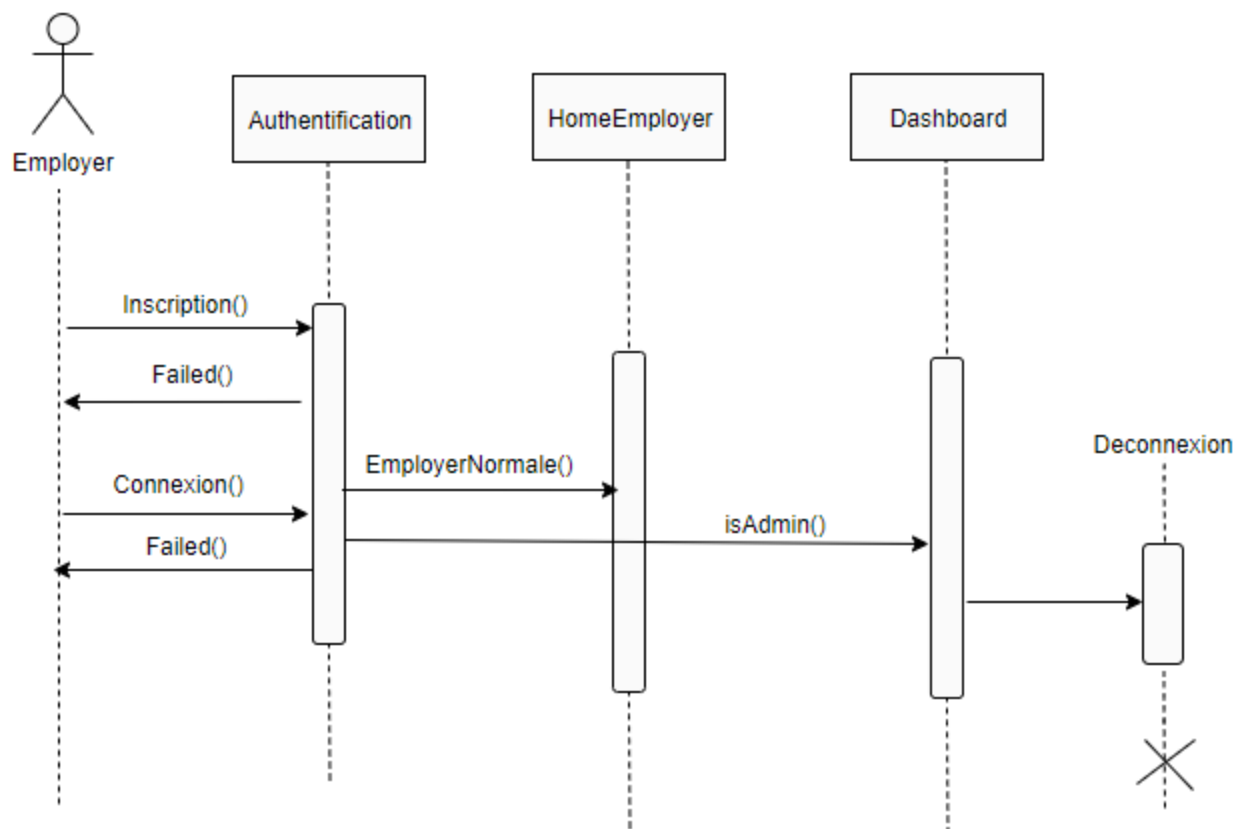 Employer
Authentification
HomeEmployer
Dashboard
Inscription()
Failed()
Deconnexion
EmployerNormale()
Connexion()
isAdmin()
Failed()